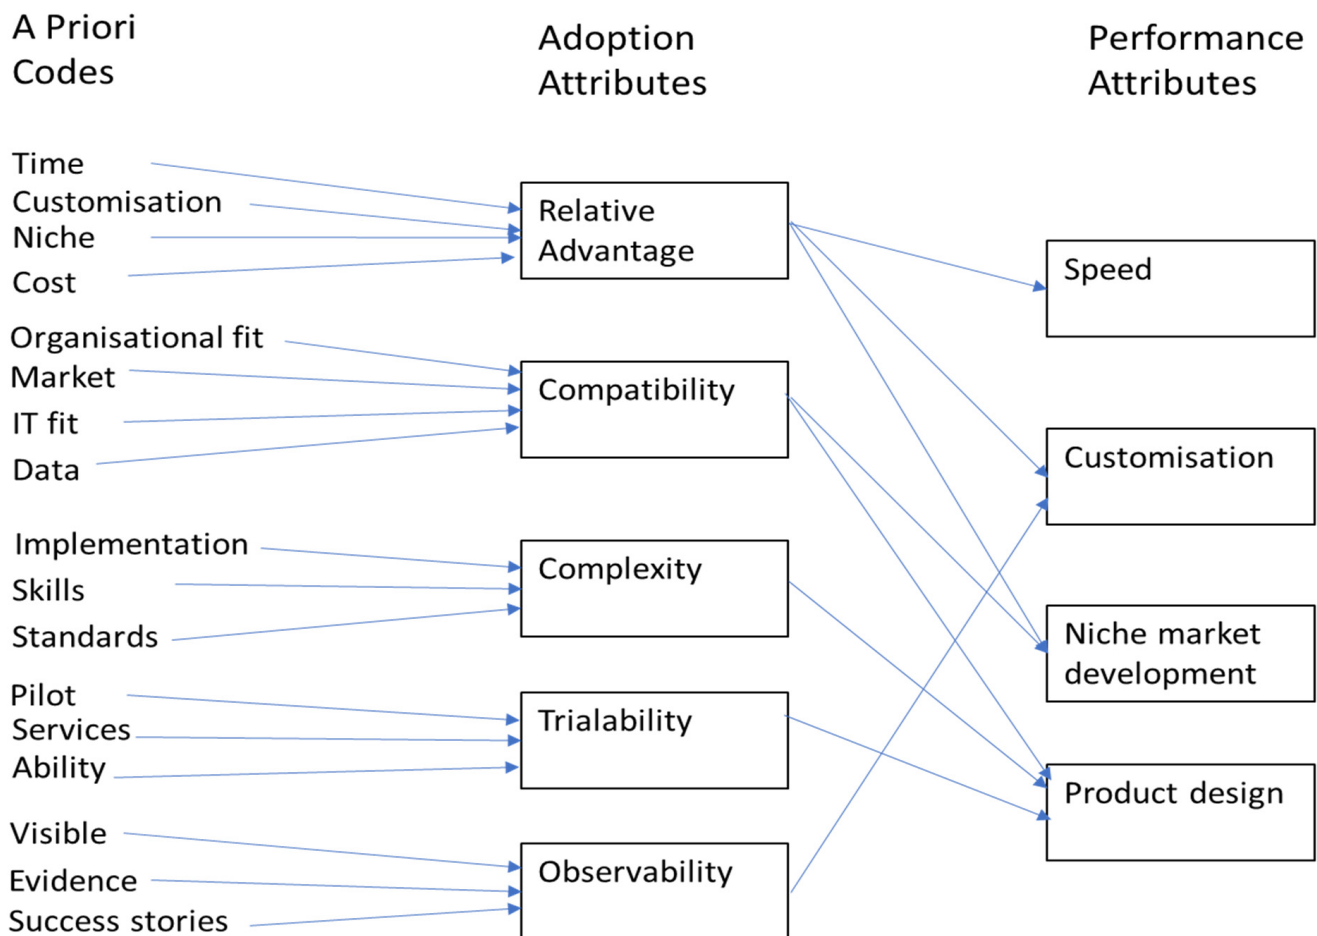 A Priori
Codes
Adoption
Attributes
Performance
Attributes
Time
Customisation
Niche
Cost
Organisational fit
Market
IT fit
Data
Implementation
Skills
Standards
Pilot
Services
Ability
Visible
Evidence
Success stories
Relative
Advantage
Compatibility
Complexity
Trialability
Observability
Speed
Customisation
Niche market
development
Product design